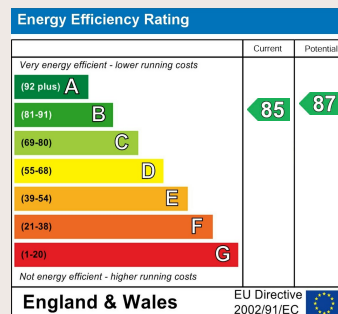 Energy Efficiency Rating
Current Potential
Very energy efficient - lower running costs
(92 plus) A
(81-91) B
85 87
(69-80) C
(55-68) D
(39-54) E
(21-38) F
(1-20) G
Not energy efficient - higher running costs
England & Wales
EU Directive
2002/91/EC